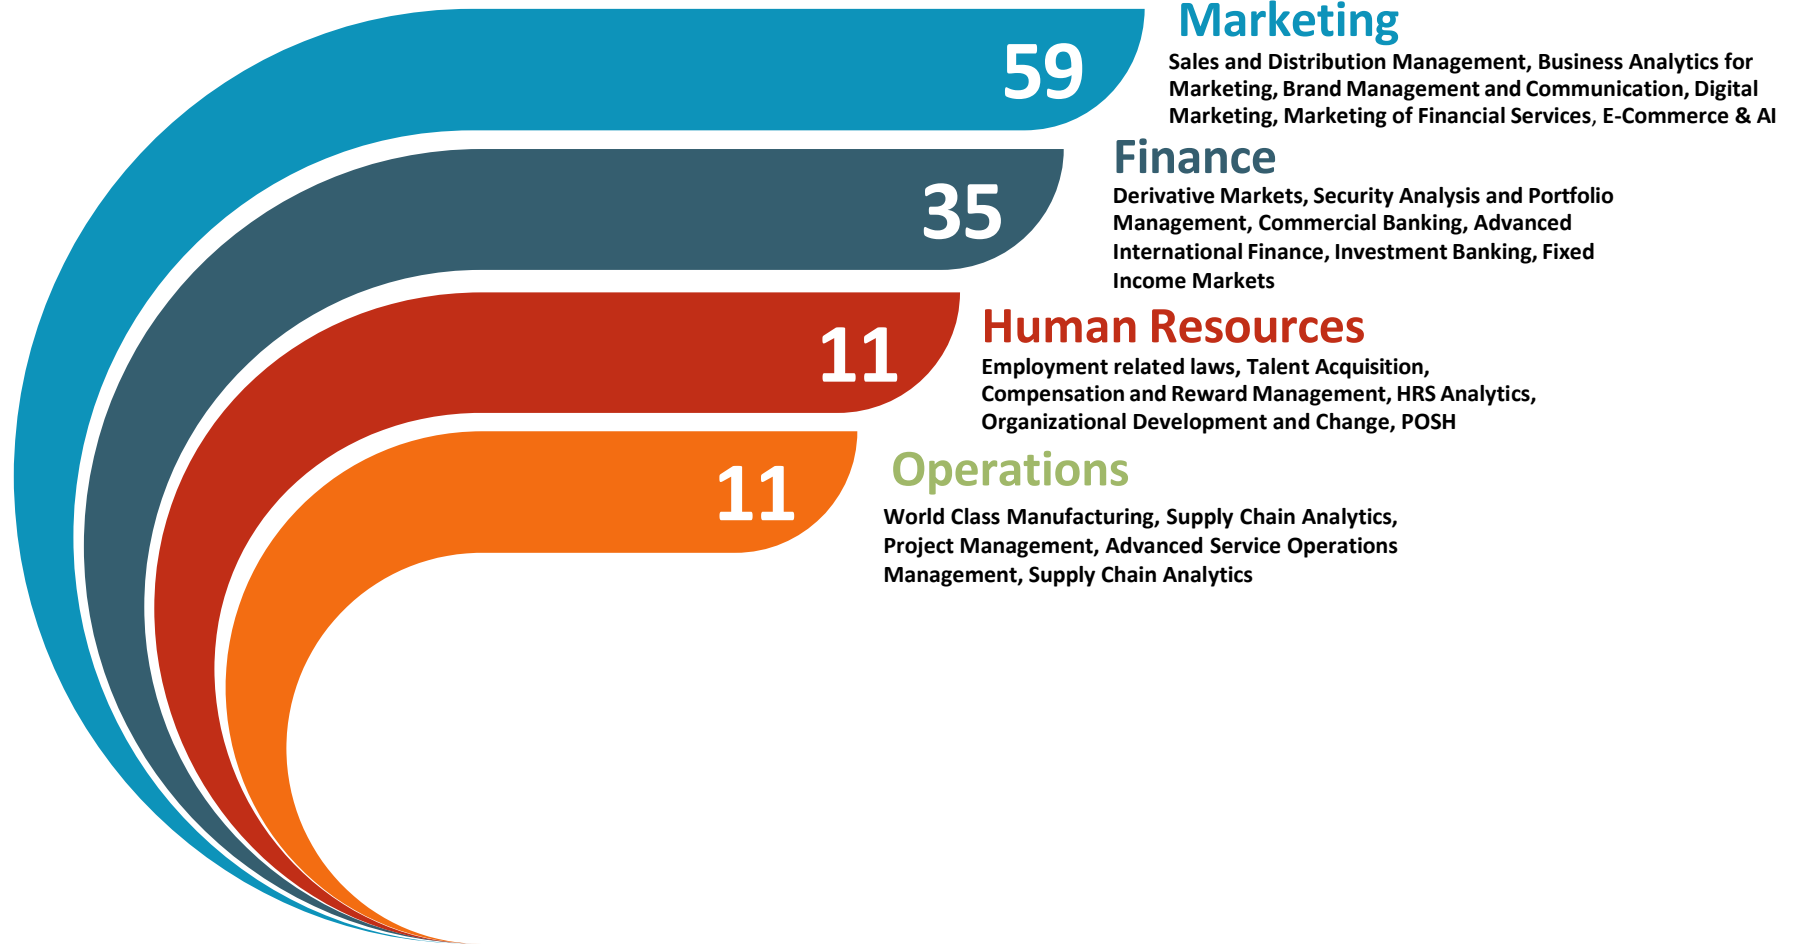 59
Marketing
Sales and Distribution Management, Business Analytics for
Marketing, Brand Management and Communication, Digital
Marketing, Marketing of Financial Services, E-Commerce & AI
35
Finance
Derivative Markets, Security Analysis and Portfolio
Management, Commercial Banking, Advanced
International Finance, Investment Banking, Fixed
Income Markets
11
Human Resources
Employment related laws, Talent Acquisition,
Compensation and Reward Management, HRS Analytics,
Organizational Development and Change, POSH
11
Operations
World Class Manufacturing, Supply Chain Analytics,
Project Management, Advanced Service Operations
Management, Supply Chain Analytics